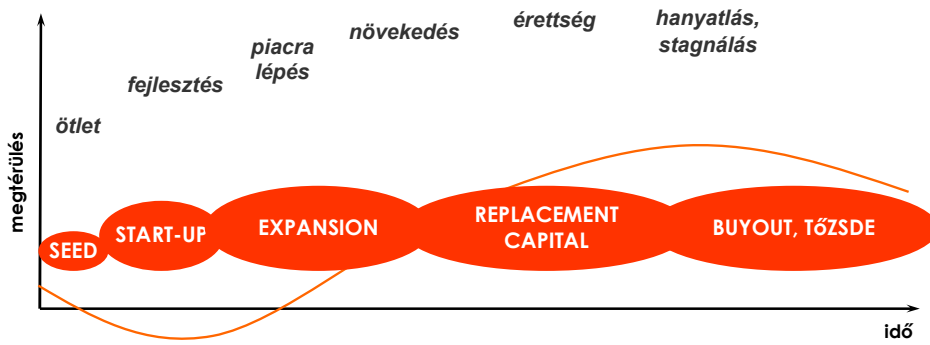 ötlet
fejlesztés
piacra
lépés
növekedés
érettség
hanyatlás,
stagnálás
megtérülés
SEED
START-UP
EXPANSION
REPLACEMENT
CAPITAL
BUYOUT, TőZSDE
idő